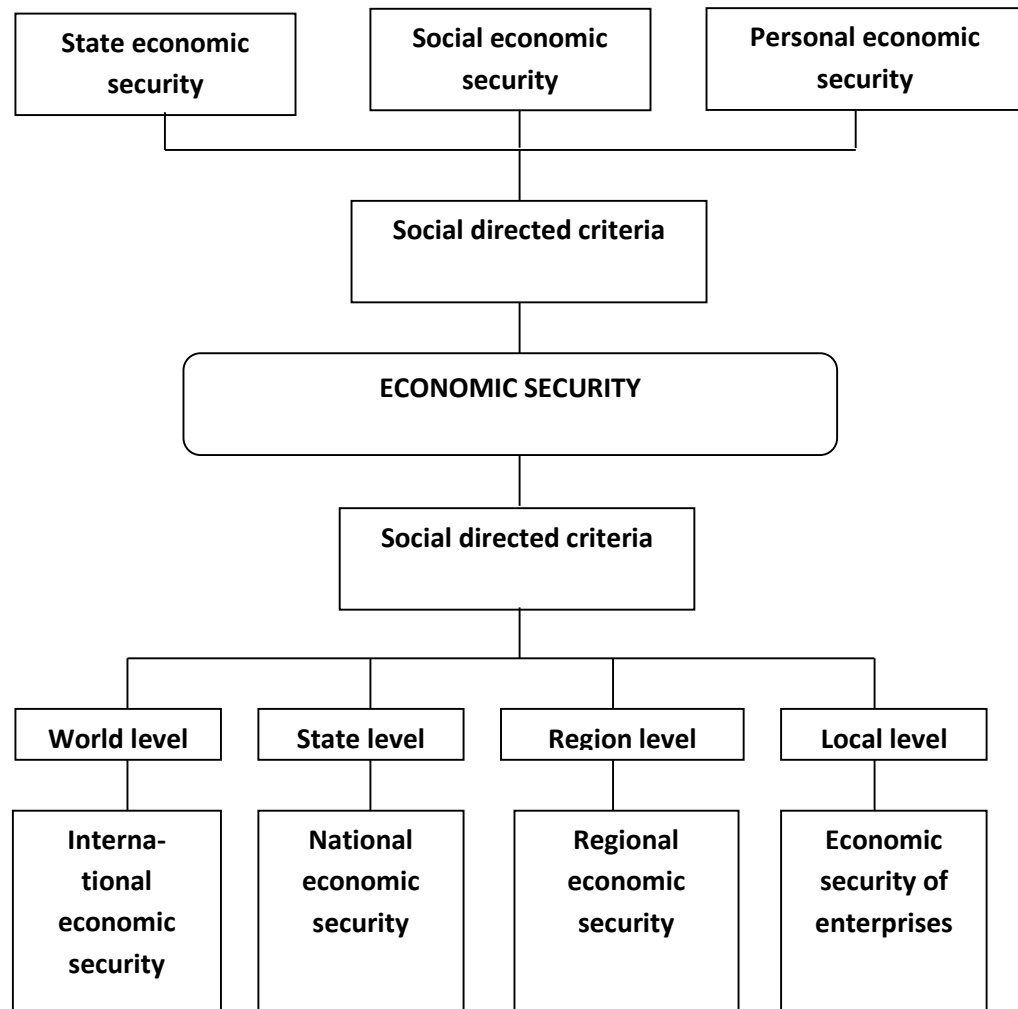 State economic
security
Social economic
security
Personal economic
security
Social directed criteria
ECONOMIC SECURITY
Social directed criteria
World level
State level
Region level
Local level
Interna-
tional
economic
security
National
economic
security
Regional
economic
security
Economic
security of
enterprises